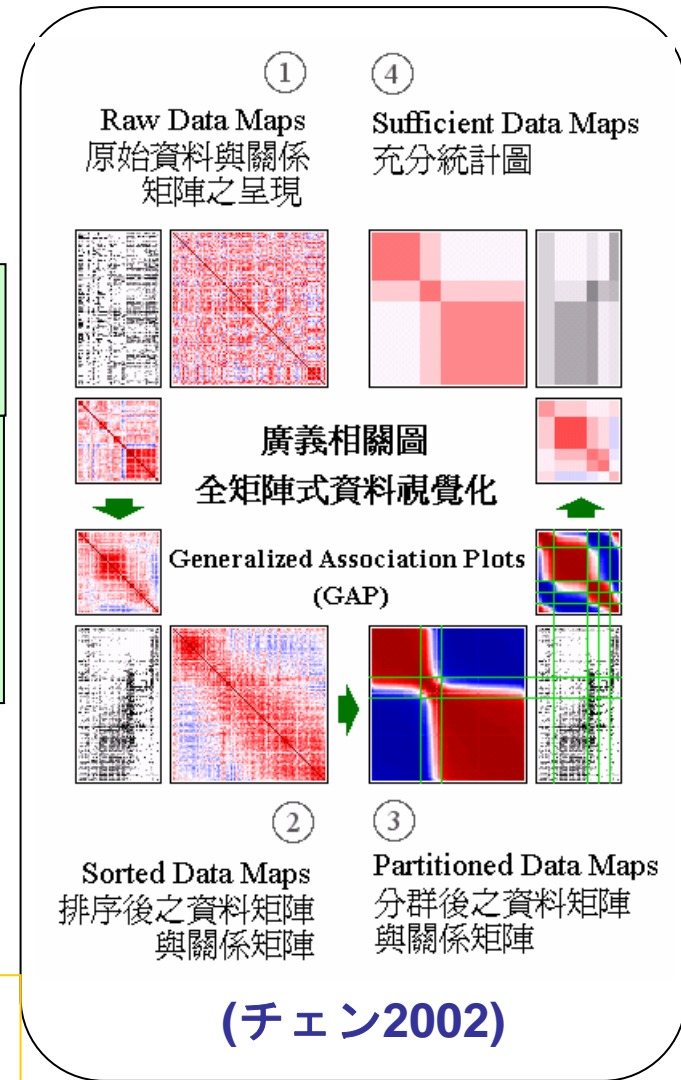 ①
Raw Data Maps
原始資料與關係
矩陣之呈現
④
Sufficient Data Maps
充分統計圖
廣義相關圖
全矩陣式資料視覺化
Generalized Association Plots
(GAP)
②
Sorted Data Maps
排序後之資料矩陣
與關係矩陣
③
Partitioned Data Maps
分群後之資料矩陣
與關係矩陣
(チェン2002)